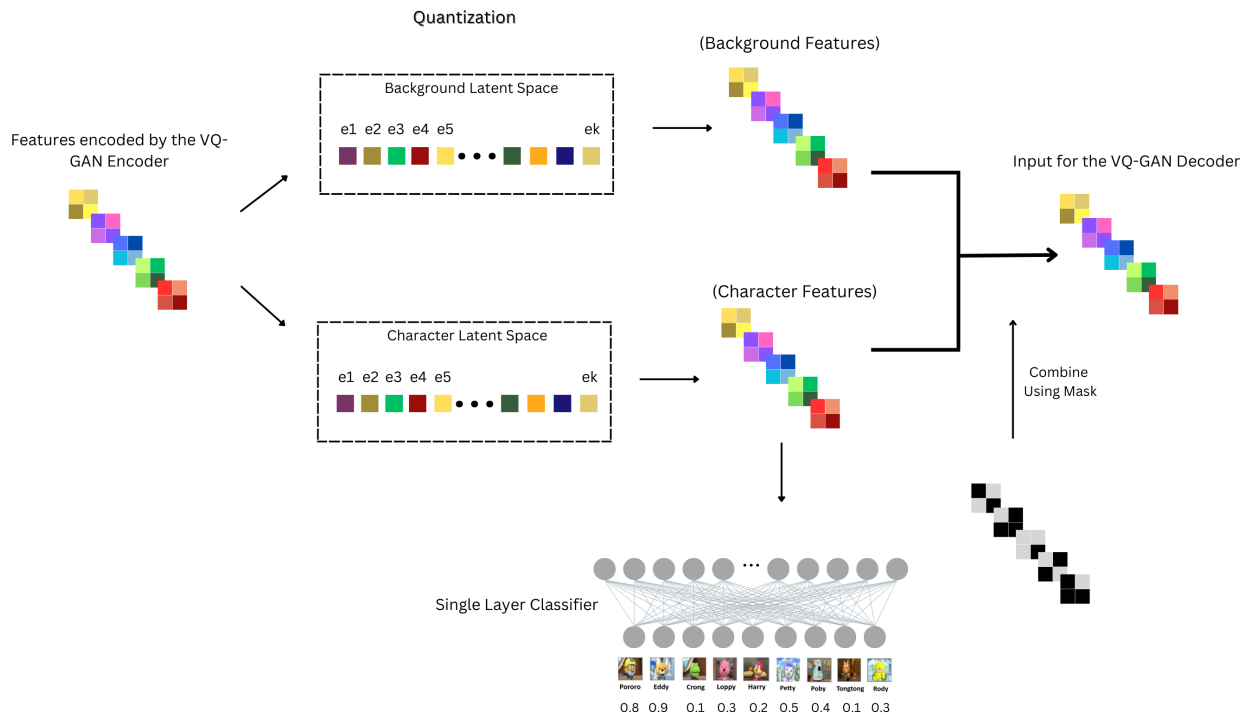 Quantization
Features encoded by the VQ-
GAN Encoder
Background Latent Space
e1 e2 e3 e4 e5 ek
(Background Features)
Character Latent Space
e1 e2 e3 e4 e5 ek
(Character Features)
Input for the VQ-GAN Decoder
Combine
Using Mask
Single Layer Classifier
...
Pororo Eddy Crong Loppy Harry Petty Poby Tongtong Rody
0.8 0.9 0.1 0.3 0.2 0.5 0.4 0.1 0.3